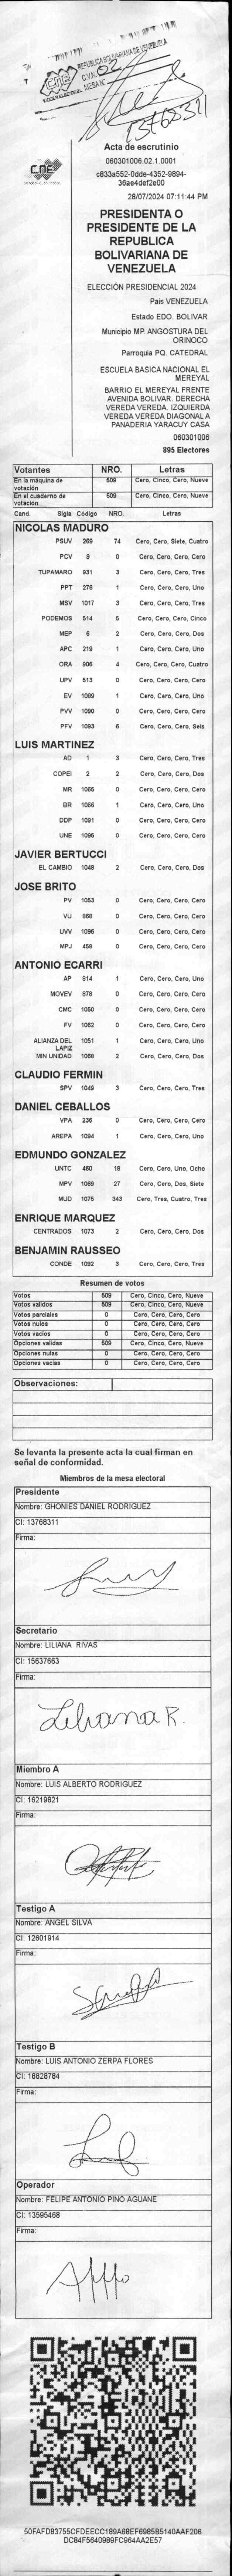 REPUBLICA BOLIVARIANA DE VENEZUELA
CNE
MESA N° 02
13768311
CNE
Acta de escrutinio
060301006.02.1.0001
c833a552-0dde-4352-9894-
36ae4def2e00
28/07/2024 07:11:44 PM
PRESIDENTA O
PRESIDENTE DE LA
REPUBLICA
BOLIVARIANA DE
VENEZUELA
ELECCIÓN PRESIDENCIAL 2024
Pais VENEZUELA
Estado EDO. BOLIVAR
Municipio MP. ANGOSTURA DEL
ORINOCO
Parroquia PQ. CATEDRAL
ESCUELA BASICA NACIONAL EL
MEREYAL
BARRIO EL MEREYAL FRENTE
AVENIDA BOLIVAR. DERECHA
VEREDA VEREDA. IZQUIERDA
VEREDA VEREDA DIAGONAL A
PANADERIA YARACUY CASA
060301006
895 Electores
Votantes NRO. Letras
En la máquina de votación 509 Cero, Cinco, Cero, Nueve
En el cuaderno de votación 509 Cero, Cinco, Cero, Nueve
Cand. Sigla Código NRO. Letras
NICOLAS MADURO
PSUV 269 74 Cero, Cero, Siete, Cuatro
PCV 9 0 Cero, Cero, Cero, Cero
TUPAMARO 931 3 Cero, Cero, Cero, Tres
PPT 276 1 Cero, Cero, Cero, Uno
MSV 1017 3 Cero, Cero, Cero, Tres
PODEMOS 514 5 Cero, Cero, Cero, Cinco
MEP 6 2 Cero, Cero, Cero, Dos
APC 219 1 Cero, Cero, Cero, Uno
ORA 906 4 Cero, Cero, Cero, Cuatro
UPV 513 0 Cero, Cero, Cero, Cero
EV 1089 1 Cero, Cero, Cero, Uno
PVV 1090 0 Cero, Cero, Cero, Cero
PFV 1093 6 Cero, Cero, Cero, Seis
LUIS MARTINEZ
AD 1 3 Cero, Cero, Cero, Tres
COPEI 2 2 Cero, Cero, Cero, Dos
MR 1065 0 Cero, Cero, Cero, Cero
BR 1066 1 Cero, Cero, Cero, Uno
DDP 1091 0 Cero, Cero, Cero, Cero
UNE 1095 0 Cero, Cero, Cero, Cero
JAVIER BERTUCCI
EL CAMBIO 1048 2 Cero, Cero, Cero, Dos
JOSE BRITO
PV 1053 0 Cero, Cero, Cero, Cero
VU 868 0 Cero, Cero, Cero, Cero
UVV 1096 0 Cero, Cero, Cero, Cero
MPJ 458 0 Cero, Cero, Cero, Cero
ANTONIO ECARRI
AP 814 1 Cero, Cero, Cero, Uno
MOVEV 878 0 Cero, Cero, Cero, Cero
CMC 1050 0 Cero, Cero, Cero, Cero
FV 1062 0 Cero, Cero, Cero, Cero
ALIANZA DEL LAPIZ 1051 1 Cero, Cero, Cero, Uno
MIN UNIDAD 1069 2 Cero, Cero, Cero, Dos
CLAUDIO FERMIN
SPV 1049 3 Cero, Cero, Cero, Tres
DANIEL CEBALLOS
VPA 236 0 Cero, Cero, Cero, Cero
AREPA 1094 1 Cero, Cero, Cero, Uno
EDMUNDO GONZALEZ
UNTC 460 18 Cero, Cero, Uno, Ocho
MPV 1069 27 Cero, Cero, Dos, Siete
MUD 1075 343 Cero, Tres, Cuatro, Tres
ENRIQUE MARQUEZ
CENTRADOS 1073 2 Cero, Cero, Cero, Dos
BENJAMIN RAUSSEO
CONDE 1092 3 Cero, Cero, Cero, Tres
Resumen de votos
Votos 509 Cero, Cinco, Cero, Nueve
Votos validos 509 Cero, Cinco, Cero, Nueve
Votos parciales 0 Cero, Cero, Cero, Cero
Votos nulos 0 Cero, Cero, Cero, Cero
Votos vacios 0 Cero, Cero, Cero, Cero
Opciones validas 509 Cero, Cinco, Cero, Nueve
Opciones nulas 0 Cero, Cero, Cero, Cero
Opciones vacias 0 Cero, Cero, Cero, Cero
Observaciones:
Se levanta la presente acta la cual firman en
señal de conformidad.
Miembros de la mesa electoral
Presidente
Nombre: GHONIES DANIEL RODRIGUEZ
CI: 13768311
Firma:
Secretario
Nombre: LILIANA RIVAS
CI: 15637663
Firma:
Liliana R.
Miembro A
Nombre: LUIS ALBERTO RODRIGUEZ
CI: 16219821
Firma:
Testigo A
Nombre: ANGEL SILVA
CI: 12601914
Firma:
Testigo B
Nombre: LUIS ANTONIO ZERPA FLORES
CI: 18828784
Firma:
Operador
Nombre: FELIPE ANTONIO PINO AGUANE
CI: 13595468
Firma:
50FAFD83755CFDEECC189A68EF6985B5140AAF206
DC84F5640989FC964AA2E57